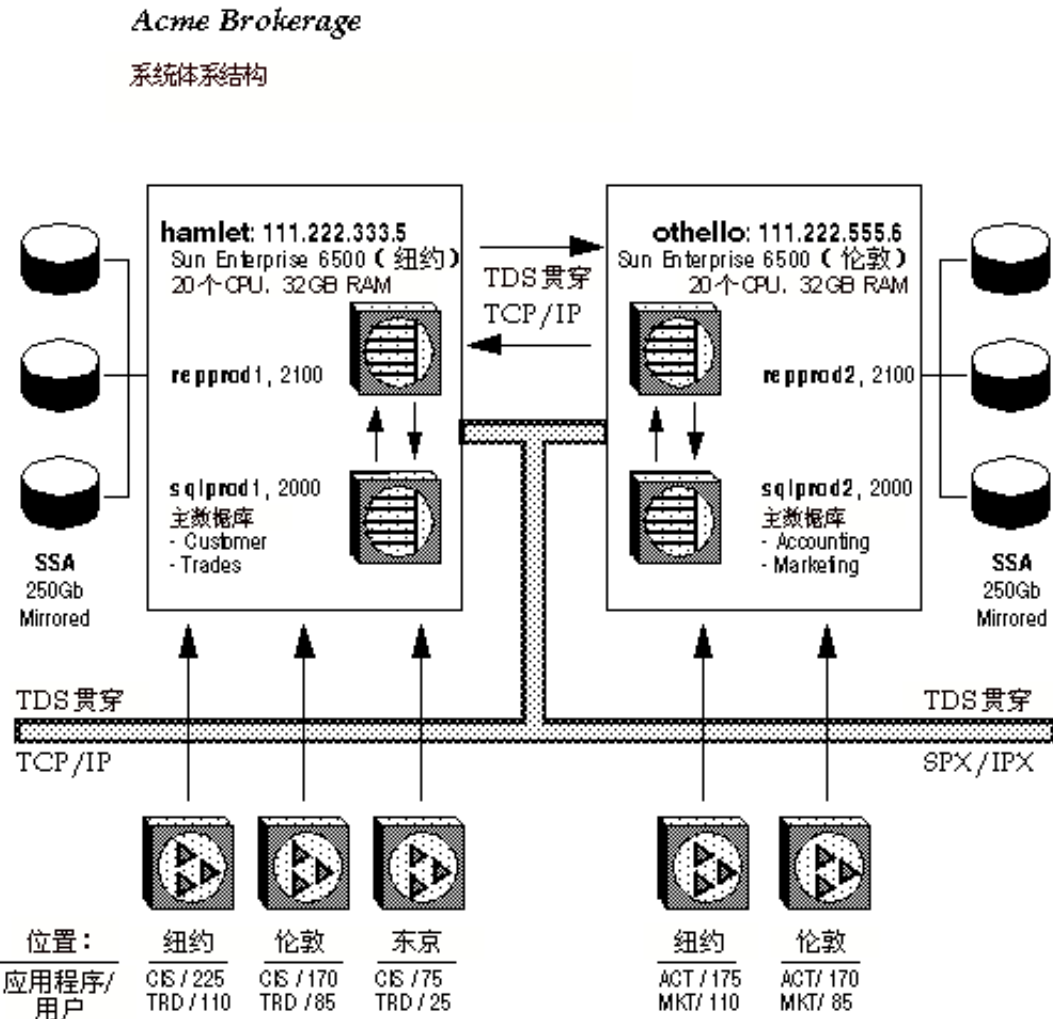 Acme Brokerage
系统体系结构
hamlet: 111.222.333.5
Sun Enterprise 6500（纽约）
20个CPU. 32GB RAM
repprod1, 2100
sqlprod1, 2000
主数据库
- Customer
- Trades
TDS贯穿
TCP/IP
othello: 111.222.555.6
Sun Enterprise 6500（伦敦）
20个CPU. 32GB RAM
repprod2, 2100
sqlprod2, 2000
主数据库
- Accounting
- Marketing
SSA
250Gb
Mirrored
SSA
250Gb
Mirrored
TDS贯穿
TCP/IP
TDS贯穿
SPX/IPX
位置：
应用程序/
用户
纽约
CIS / 225
TRD / 110
伦敦
CIS / 170
TRD / 85
东京
CIS / 75
TRD / 25
纽约
ACT / 175
MKT/ 110
伦敦
ACT/ 170
MKT/ 85